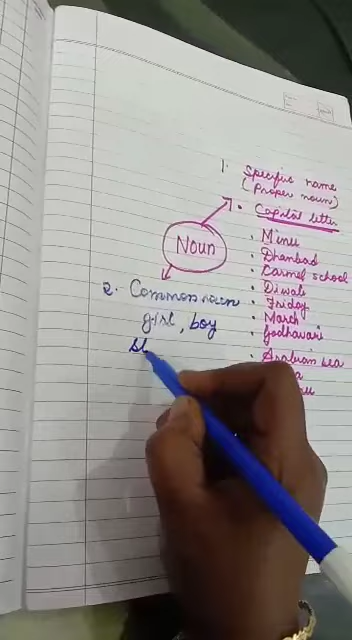 1. Specific name
(Proper noun)
• Capital letter
Noun
• Minu
• Dhanbad
• Carmel school
• Diwali
2. Common noun
• Friday
girl, boy
• March
• Godhavari
• Arabian sea